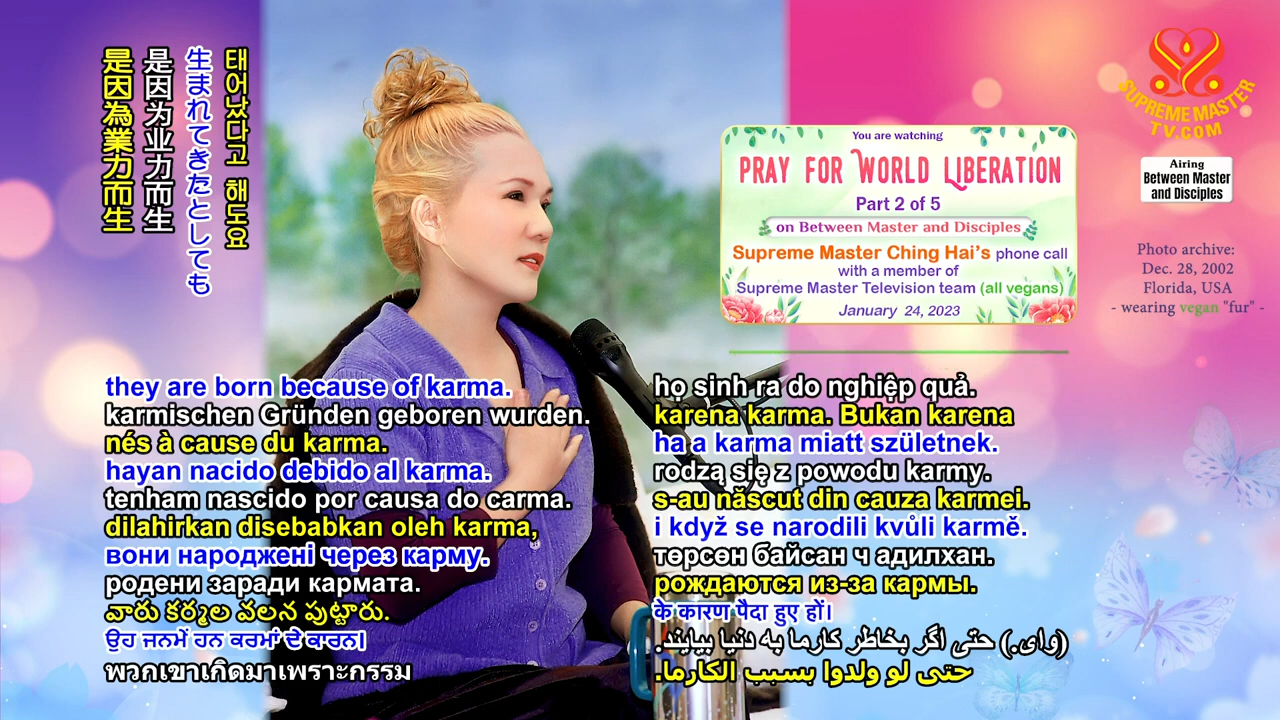 태어났다고 해도요
生まれてきたとしても
是因为业力而生
是因為業力而生
SUPREME MASTER
TV.COM
You are watching
PRAY FOR WORLD LIBERATION
Part 2 of 5
on Between Master and Disciples
Supreme Master Ching Hai's phone call
with a member of
Supreme Master Television team (all vegans)
January 24, 2023
Airing
Between Master
and Disciples
Photo archive:
Dec. 28, 2002
Florida, USA
- wearing vegan "fur" -
they are born because of karma.
karmischen Gründen geboren wurden.
nés à cause du karma.
hayan nacido debido al karma.
tenham nascido por causa do carma.
dilahirkan disebabkan oleh karma,
вони народжені через карму.
родени заради кармата.
వారు కర్మల వలన పుట్టారు.
ਉਹ ਜਨਮੇਂ ਹਨ ਕਰਮਾਂ ਦੇ ਕਾਰਨ।
พวกเขาเกิดมาเพราะกรรม
họ sinh ra do nghiệp quả.
karena karma. Bukan karena
ha a karma miatt születnek.
rodzą się z powodu karmy.
s-au născut din cauza karmei.
i když se narodili kvůli karmě.
төрсөн байсан ч адилхан.
рождаются из-за кармы.
के कारण पैदा हुए हों।
(وای.) حتی اگر بخاطر کارما به دنیا بیایند.
حتى لو ولدوا بسبب الكارما.